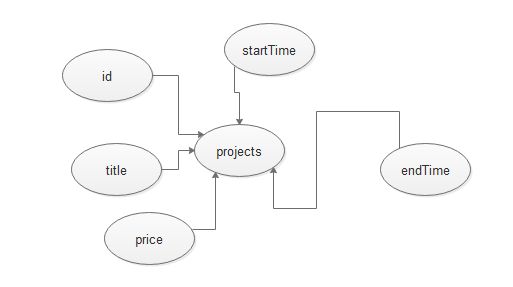 startTime
id
projects
title
endTime
price